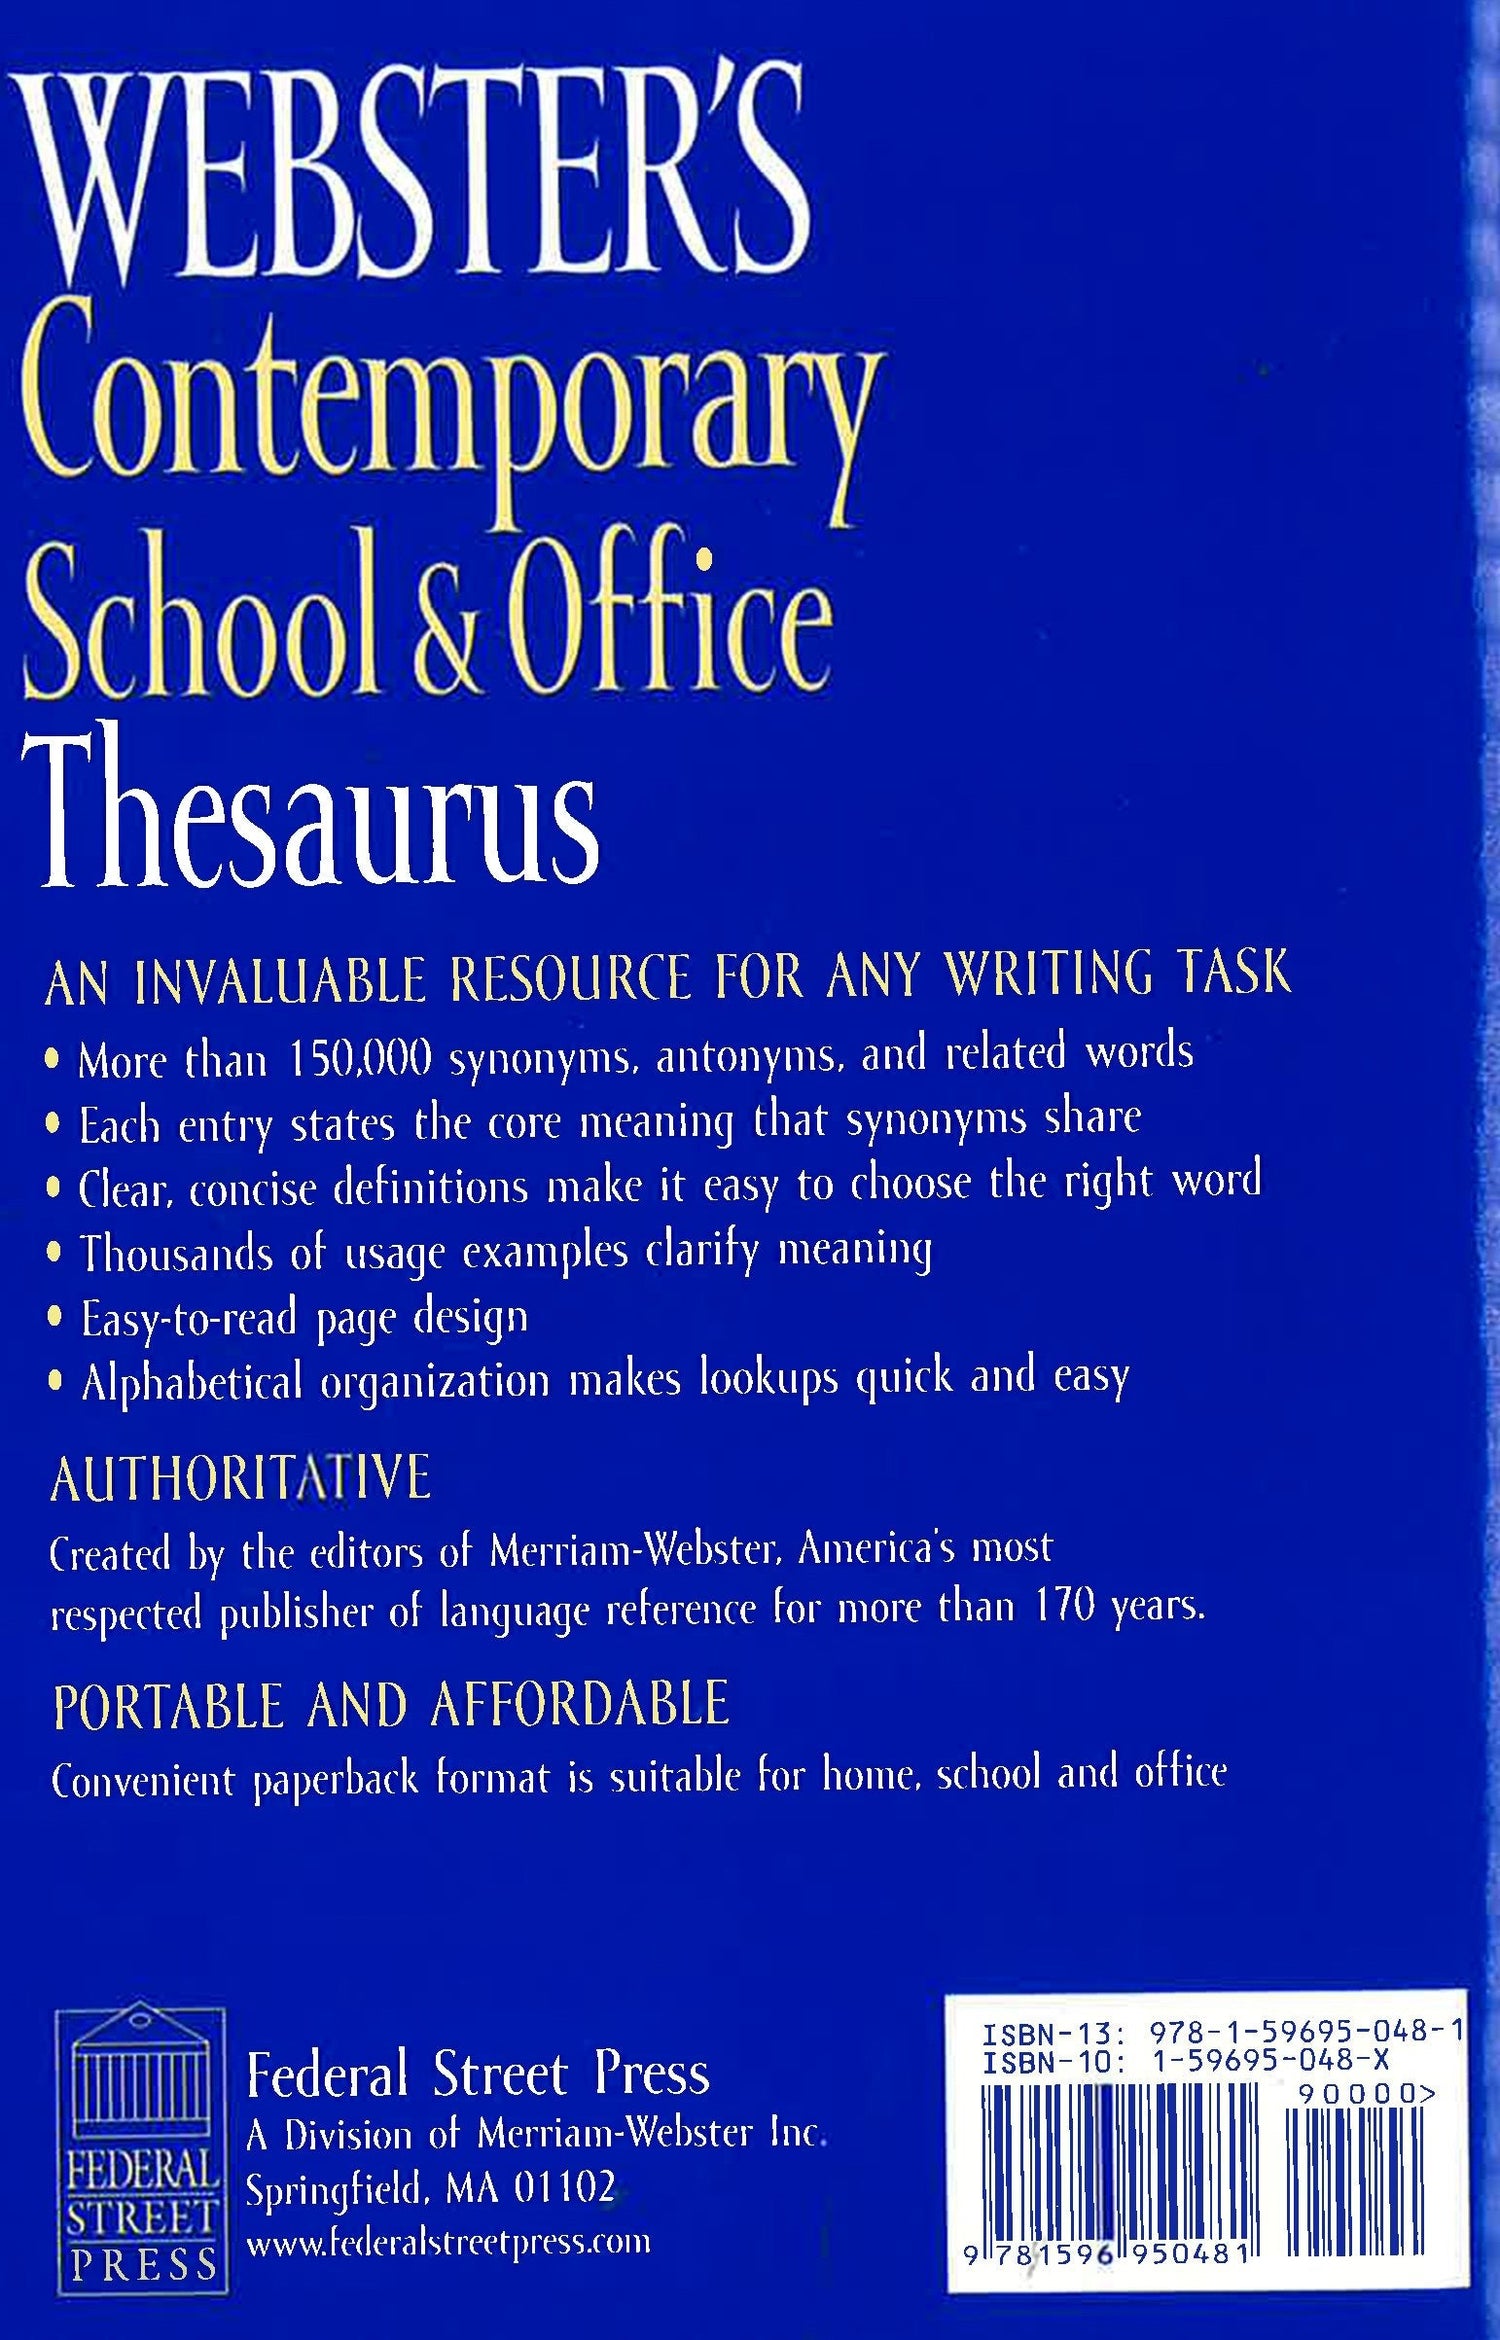 WEBSTER'S
Contemporary
School & Office
Thesaurus
AN INVALUABLE RESOURCE FOR ANY WRITING TASK
• More than 150,000 synonyms, antonyms, and related words
• Each entry states the core meaning that synonyms share
• Clear, concise definitions make it easy to choose the right word
• Thousands of usage examples clarify meaning
• Easy-to-read page design
• Alphabetical organization makes lookups quick and easy
AUTHORITATIVE
Created by the editors of Merriam-Webster, America's most
respected publisher of language reference for more than 170 years.
PORTABLE AND AFFORDABLE
Convenient paperback format is suitable for home, school and office
FEDERAL
STREET
PRESS
Federal Street Press
A Division of Merriam-Webster Inc.
Springfield, MA 01102
www.federalstreetpress.com
ISBN-13: 978-1-59695-048-1
ISBN-10: 1-59695-048-X
90000>
9 781596 950481